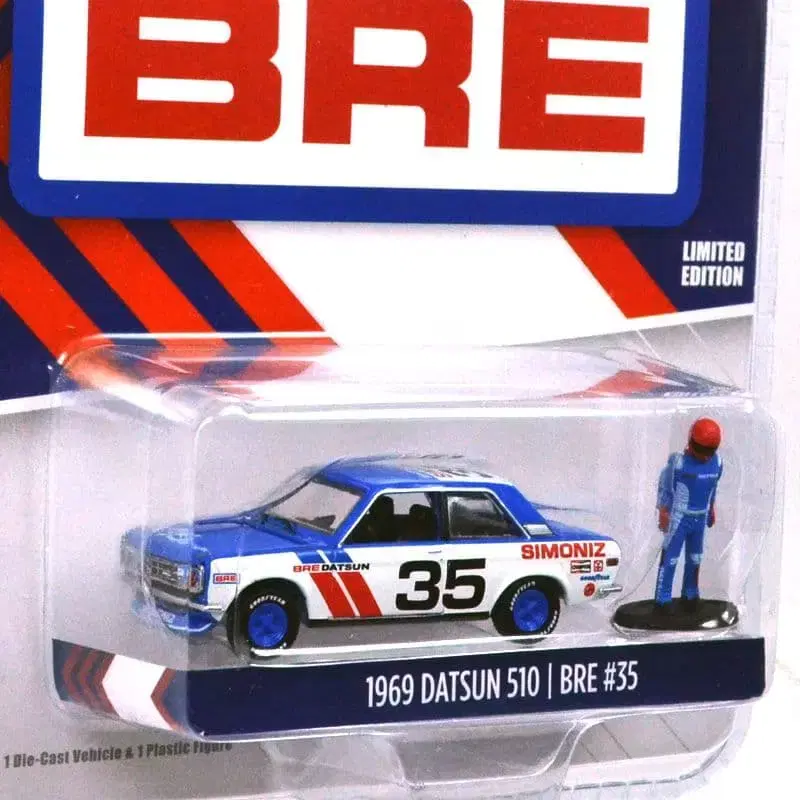 BRE
LIMITED
EDITION
BRE DATSUN
35
SIMONIZ
BRE
GOODYEAR
GOODYEAR
1969 DATSUN 510 | BRE #35
1 Die-Cast Vehicle & 1 Plastic Figure